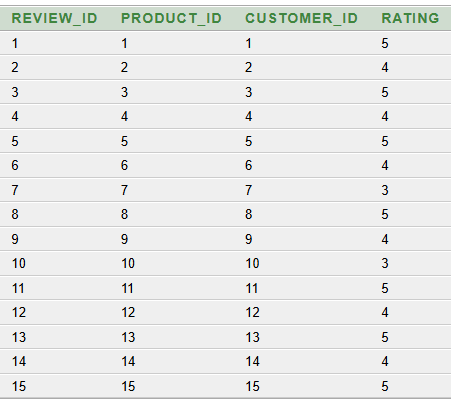 REVIEW_ID PRODUCT_ID CUSTOMER_ID RATING
1 1 1 5
2 2 2 4
3 3 3 5
4 4 4 4
5 5 5 5
6 6 6 4
7 7 7 3
8 8 8 5
9 9 9 4
10 10 10 3
11 11 11 5
12 12 12 4
13 13 13 5
14 14 14 4
15 15 15 5